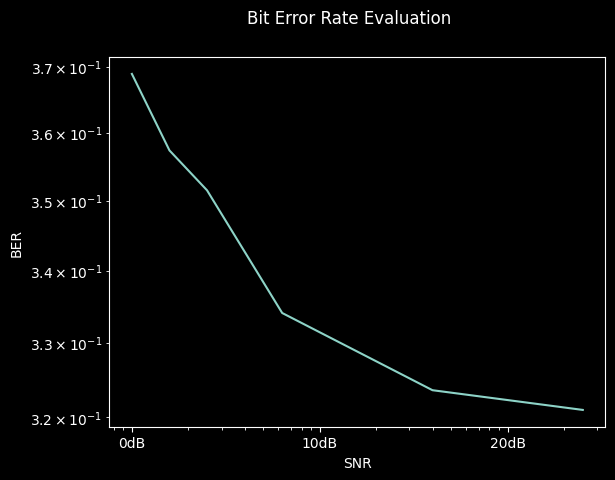 Bit Error Rate Evaluation
3.7 × 10⁻¹
3.6 × 10⁻¹
3.5 × 10⁻¹
3.4 × 10⁻¹
3.3 × 10⁻¹
3.2 × 10⁻¹
BER
0dB 10dB 20dB
SNR